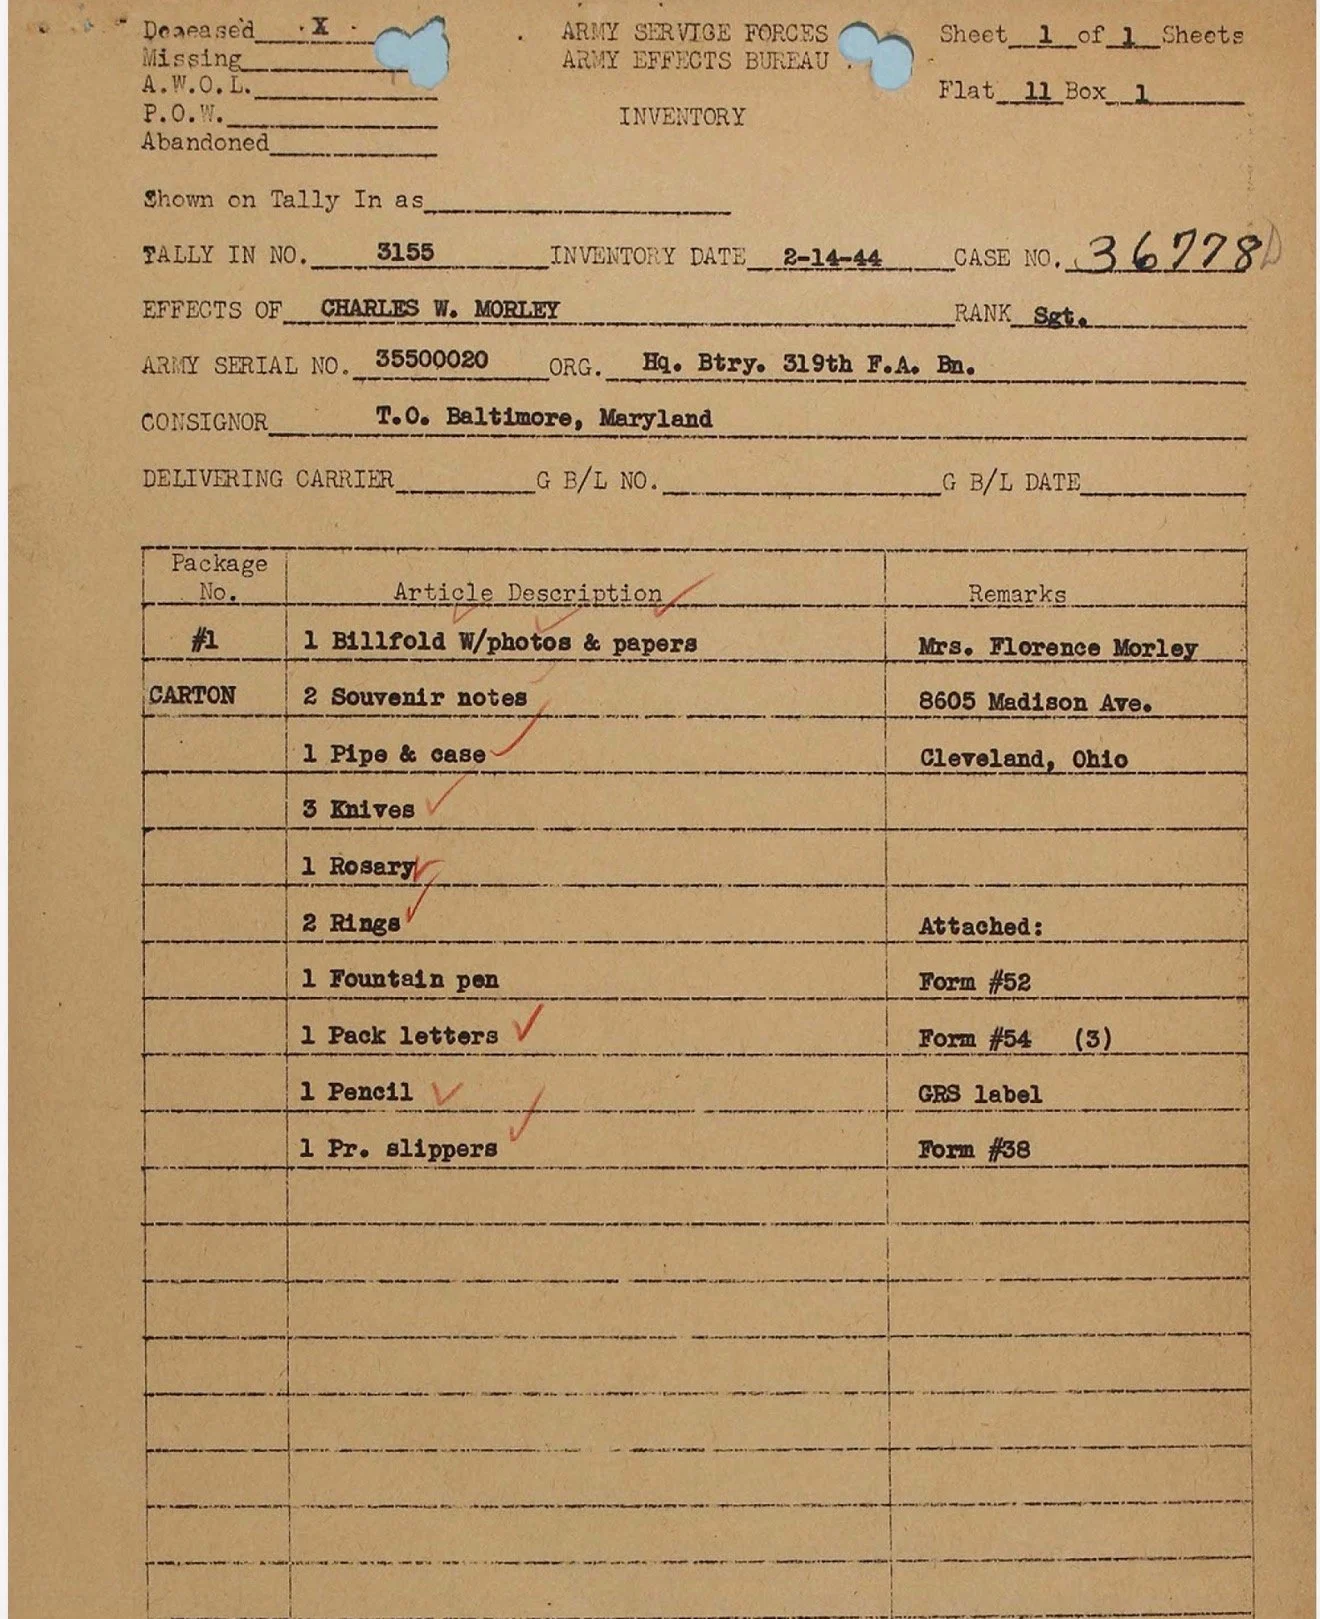 Deceased X ARMY SERVICE FORCES Sheet 1 of 1 Sheets
Missing ARMY EFFECTS BUREAU
A.W.O.L. Flat 11 Box 1
P.O.W. INVENTORY
Abandoned
Shown on Tally In as
TALLY IN NO. 3155 INVENTORY DATE 2-14-44 CASE NO. 36778 D
EFFECTS OF CHARLES W. MORLEY RANK Sgt.
ARMY SERIAL NO. 35500020 ORG. Hq. Btry. 319th F.A. Bn.
CONSIGNOR T.O. Baltimore, Maryland
DELIVERING CARRIER G B/L NO. G B/L DATE
Package
No. Article Description Remarks
#1 1 Billfold W/photos & papers Mrs. Florence Morley
CARTON 2 Souvenir notes 8605 Madison Ave.
1 Pipe & case Cleveland, Ohio
3 Knives
1 Rosary
2 Rings Attached:
1 Fountain pen Form #52
1 Pack letters Form #54 (3)
1 Pencil GRS label
1 Pr. slippers Form #38